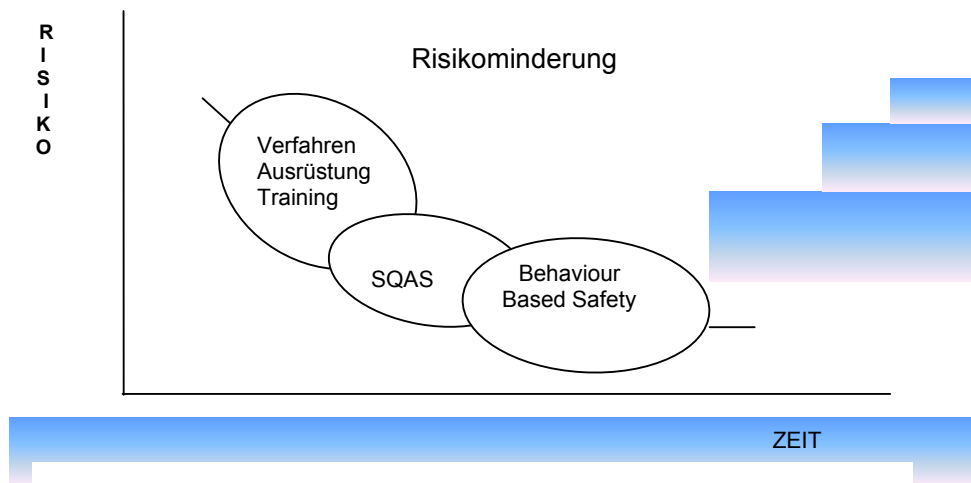 R
I
S
I
K
O
Risikominderung
Verfahren
Ausrüstung
Training
SQAS
Behaviour
Based Safety
ZEIT